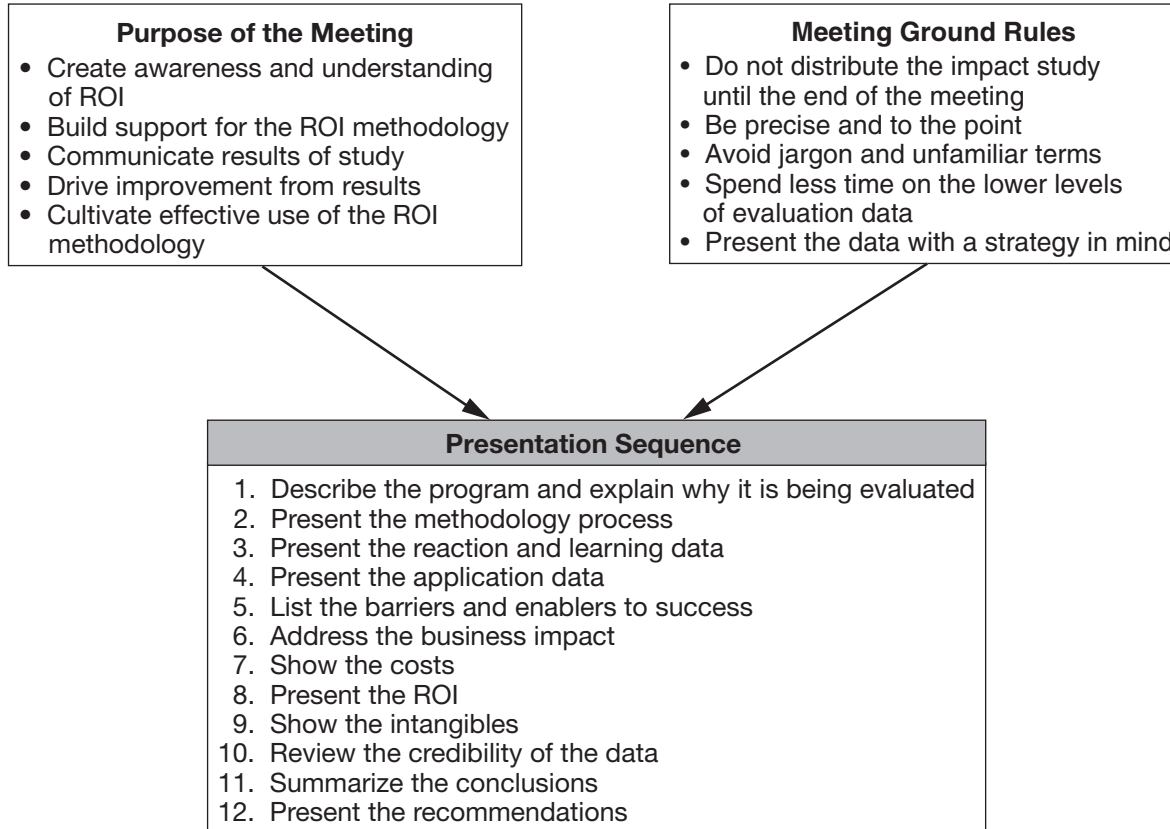 Purpose of the Meeting
• Create awareness and understanding
of ROI
• Build support for the ROI methodology
• Communicate results of study
• Drive improvement from results
• Cultivate effective use of the ROI
methodology
Meeting Ground Rules
• Do not distribute the impact study
until the end of the meeting
• Be precise and to the point
• Avoid jargon and unfamiliar terms
• Spend less time on the lower levels
of evaluation data
• Present the data with a strategy in mind
Presentation Sequence
1. Describe the program and explain why it is being evaluated
2. Present the methodology process
3. Present the reaction and learning data
4. Present the application data
5. List the barriers and enablers to success
6. Address the business impact
7. Show the costs
8. Present the ROI
9. Show the intangibles
10. Review the credibility of the data
11. Summarize the conclusions
12. Present the recommendations